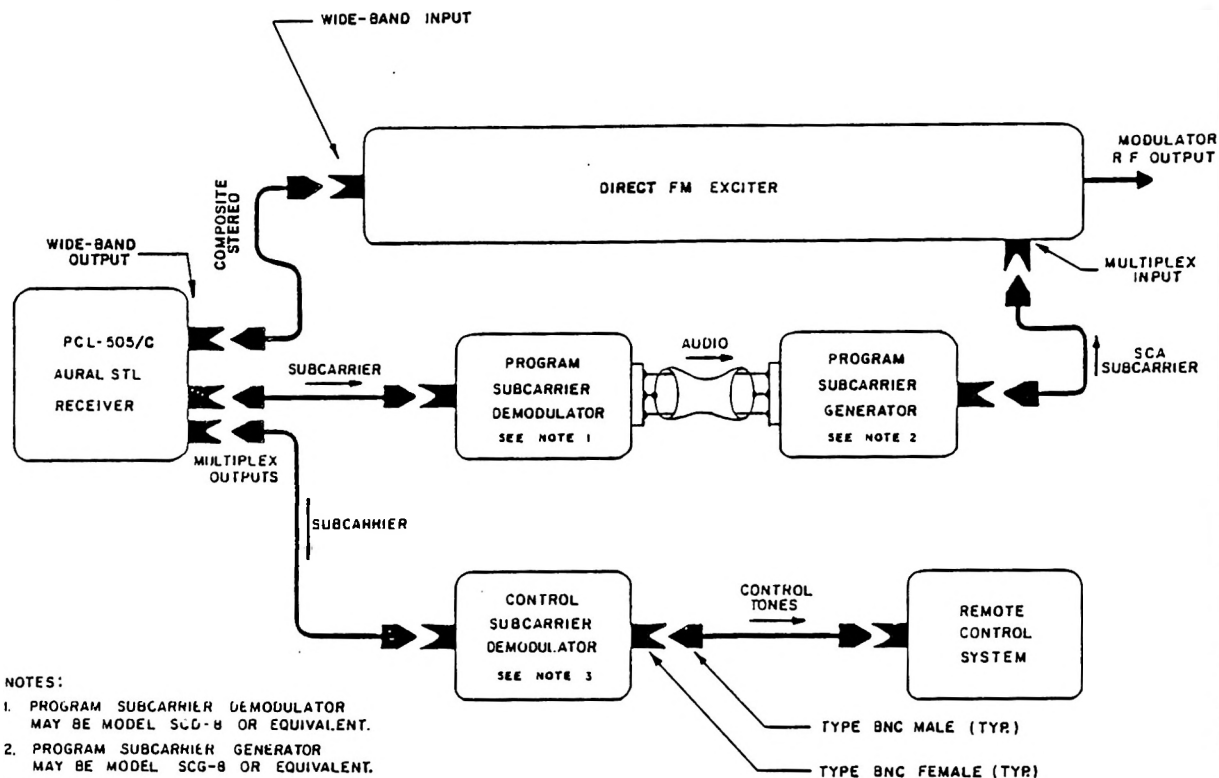 WIDE-BAND INPUT
MODULATOR
RF OUTPUT
DIRECT FM EXCITER
COMPOSITE
STEREO
WIDE-BAND
OUTPUT
MULTIPLEX
INPUT
PCL-505/C
AURAL STL
RECEIVER
SUBCARRIER
PROGRAM
SUBCARRIER
DEMODULATOR
SEE NOTE 1
AUDIO
PROGRAM
SUBCARRIER
GENERATOR
SEE NOTE 2
SCA
SUBCARRIER
MULTIPLEX
OUTPUTS
SUBCARRIER
CONTROL
SUBCARRIER
DEMODULATOR
SEE NOTE 3
CONTROL
TONES
REMOTE
CONTROL
SYSTEM
NOTES:
1. PROGRAM SUBCARRIER DEMODULATOR
MAY BE MODEL SCD-8 OR EQUIVALENT.
2. PROGRAM SUBCARRIER GENERATOR
MAY BE MODEL SCG-8 OR EQUIVALENT.
TYPE BNC MALE (TYP.)
TYPE BNC FEMALE (TYP.)